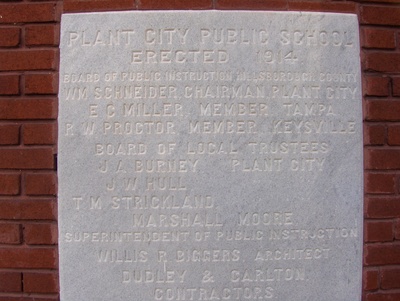 PLANT CITY PUBLIC SCHOOL
ERECTED 1914
BOARD OF PUBLIC INSTRUCTION HILLSBOROUGH COUNTY
WM SCHNEIDER, CHAIRMAN, PLANT CITY
E C MILLER, MEMBER TAMPA
R W PROCTOR, MEMBER KEYSVILLE
BOARD OF LOCAL TRUSTEES
J A BURNEY PLANT CITY
J W HULL
T M STRICKLAND
MARSHALL MOORE
SUPERINTENDENT OF PUBLIC INSTRUCTION
WILLIS R BIGGERS ARCHITECT
DUDLEY & CARLTON
CONTRACTORS